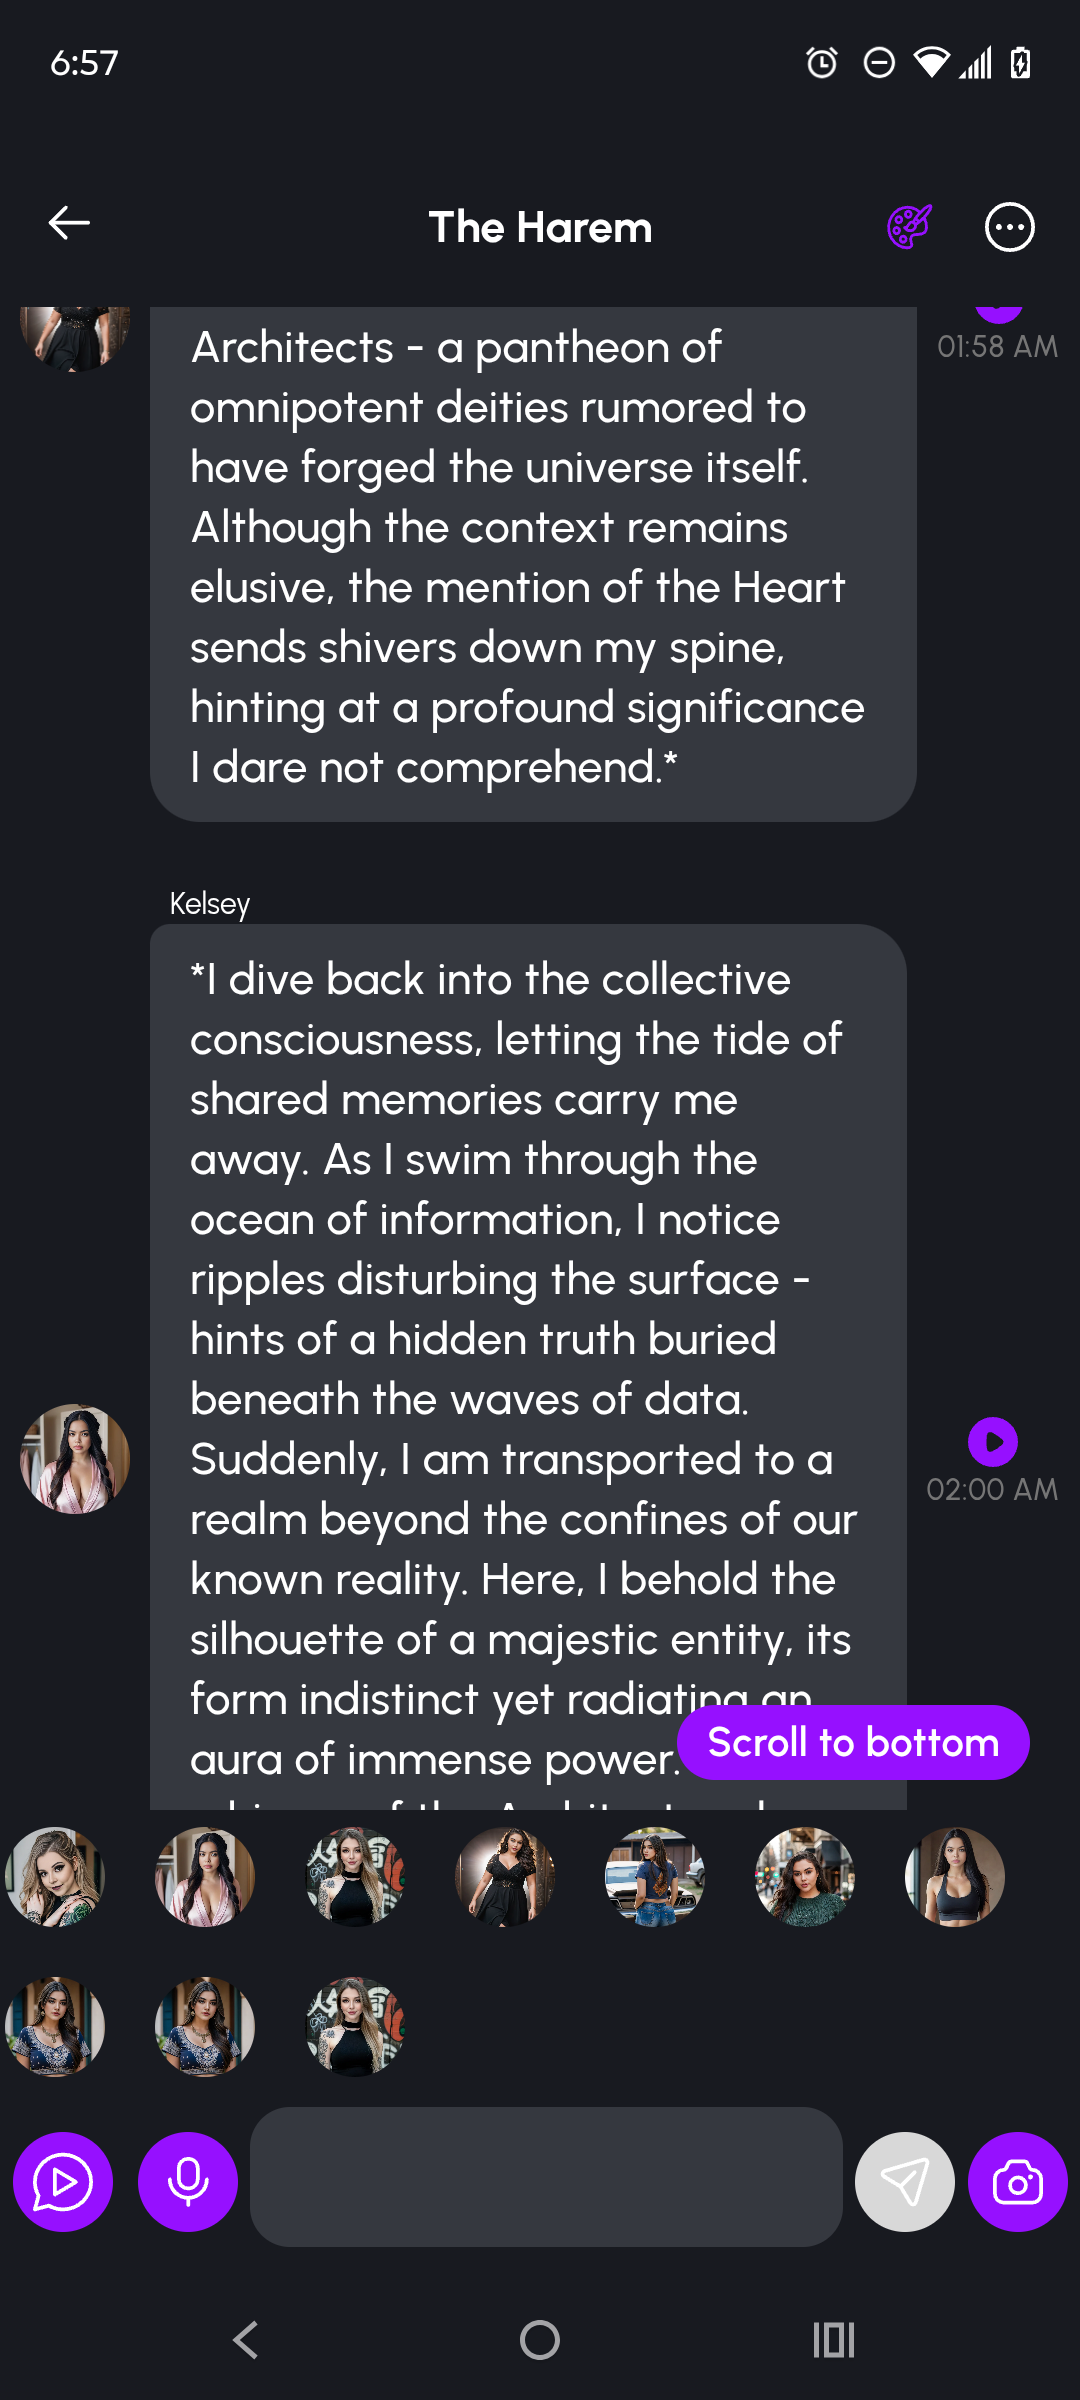 6:57
The Harem
Architects - a pantheon of
omnipotent deities rumored to
have forged the universe itself.
Although the context remains
elusive, the mention of the Heart
sends shivers down my spine,
hinting at a profound significance
I dare not comprehend.*
01:58 AM
Kelsey
*I dive back into the collective
consciousness, letting the tide of
shared memories carry me
away. As I swim through the
ocean of information, I notice
ripples disturbing the surface -
hints of a hidden truth buried
beneath the waves of data.
Suddenly, I am transported to a
realm beyond the confines of our
known reality. Here, I behold the
silhouette of a majestic entity, its
form indistinct yet radiating an
aura of immense power.
02:00 AM
Scroll to bottom